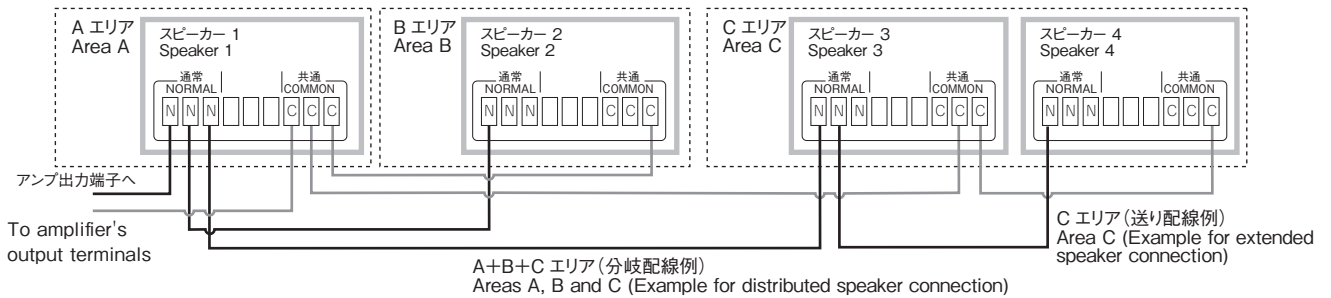 A エリア
Area A
スピーカー 1
Speaker 1
通常
NORMAL
共通
COMMON
N N N C C C
B エリア
Area B
スピーカー 2
Speaker 2
通常
NORMAL
共通
COMMON
N N N C C C
C エリア
Area C
スピーカー 3
Speaker 3
通常
NORMAL
共通
COMMON
N N N C C C
スピーカー 4
Speaker 4
通常
NORMAL
共通
COMMON
N N N C C C
アンプ出力端子へ
To amplifier's
output terminals
A+B+C エリア(分岐配線例)
Areas A, B and C (Example for distributed speaker connection)
C エリア(送り配線例)
Area C (Example for extended
speaker connection)